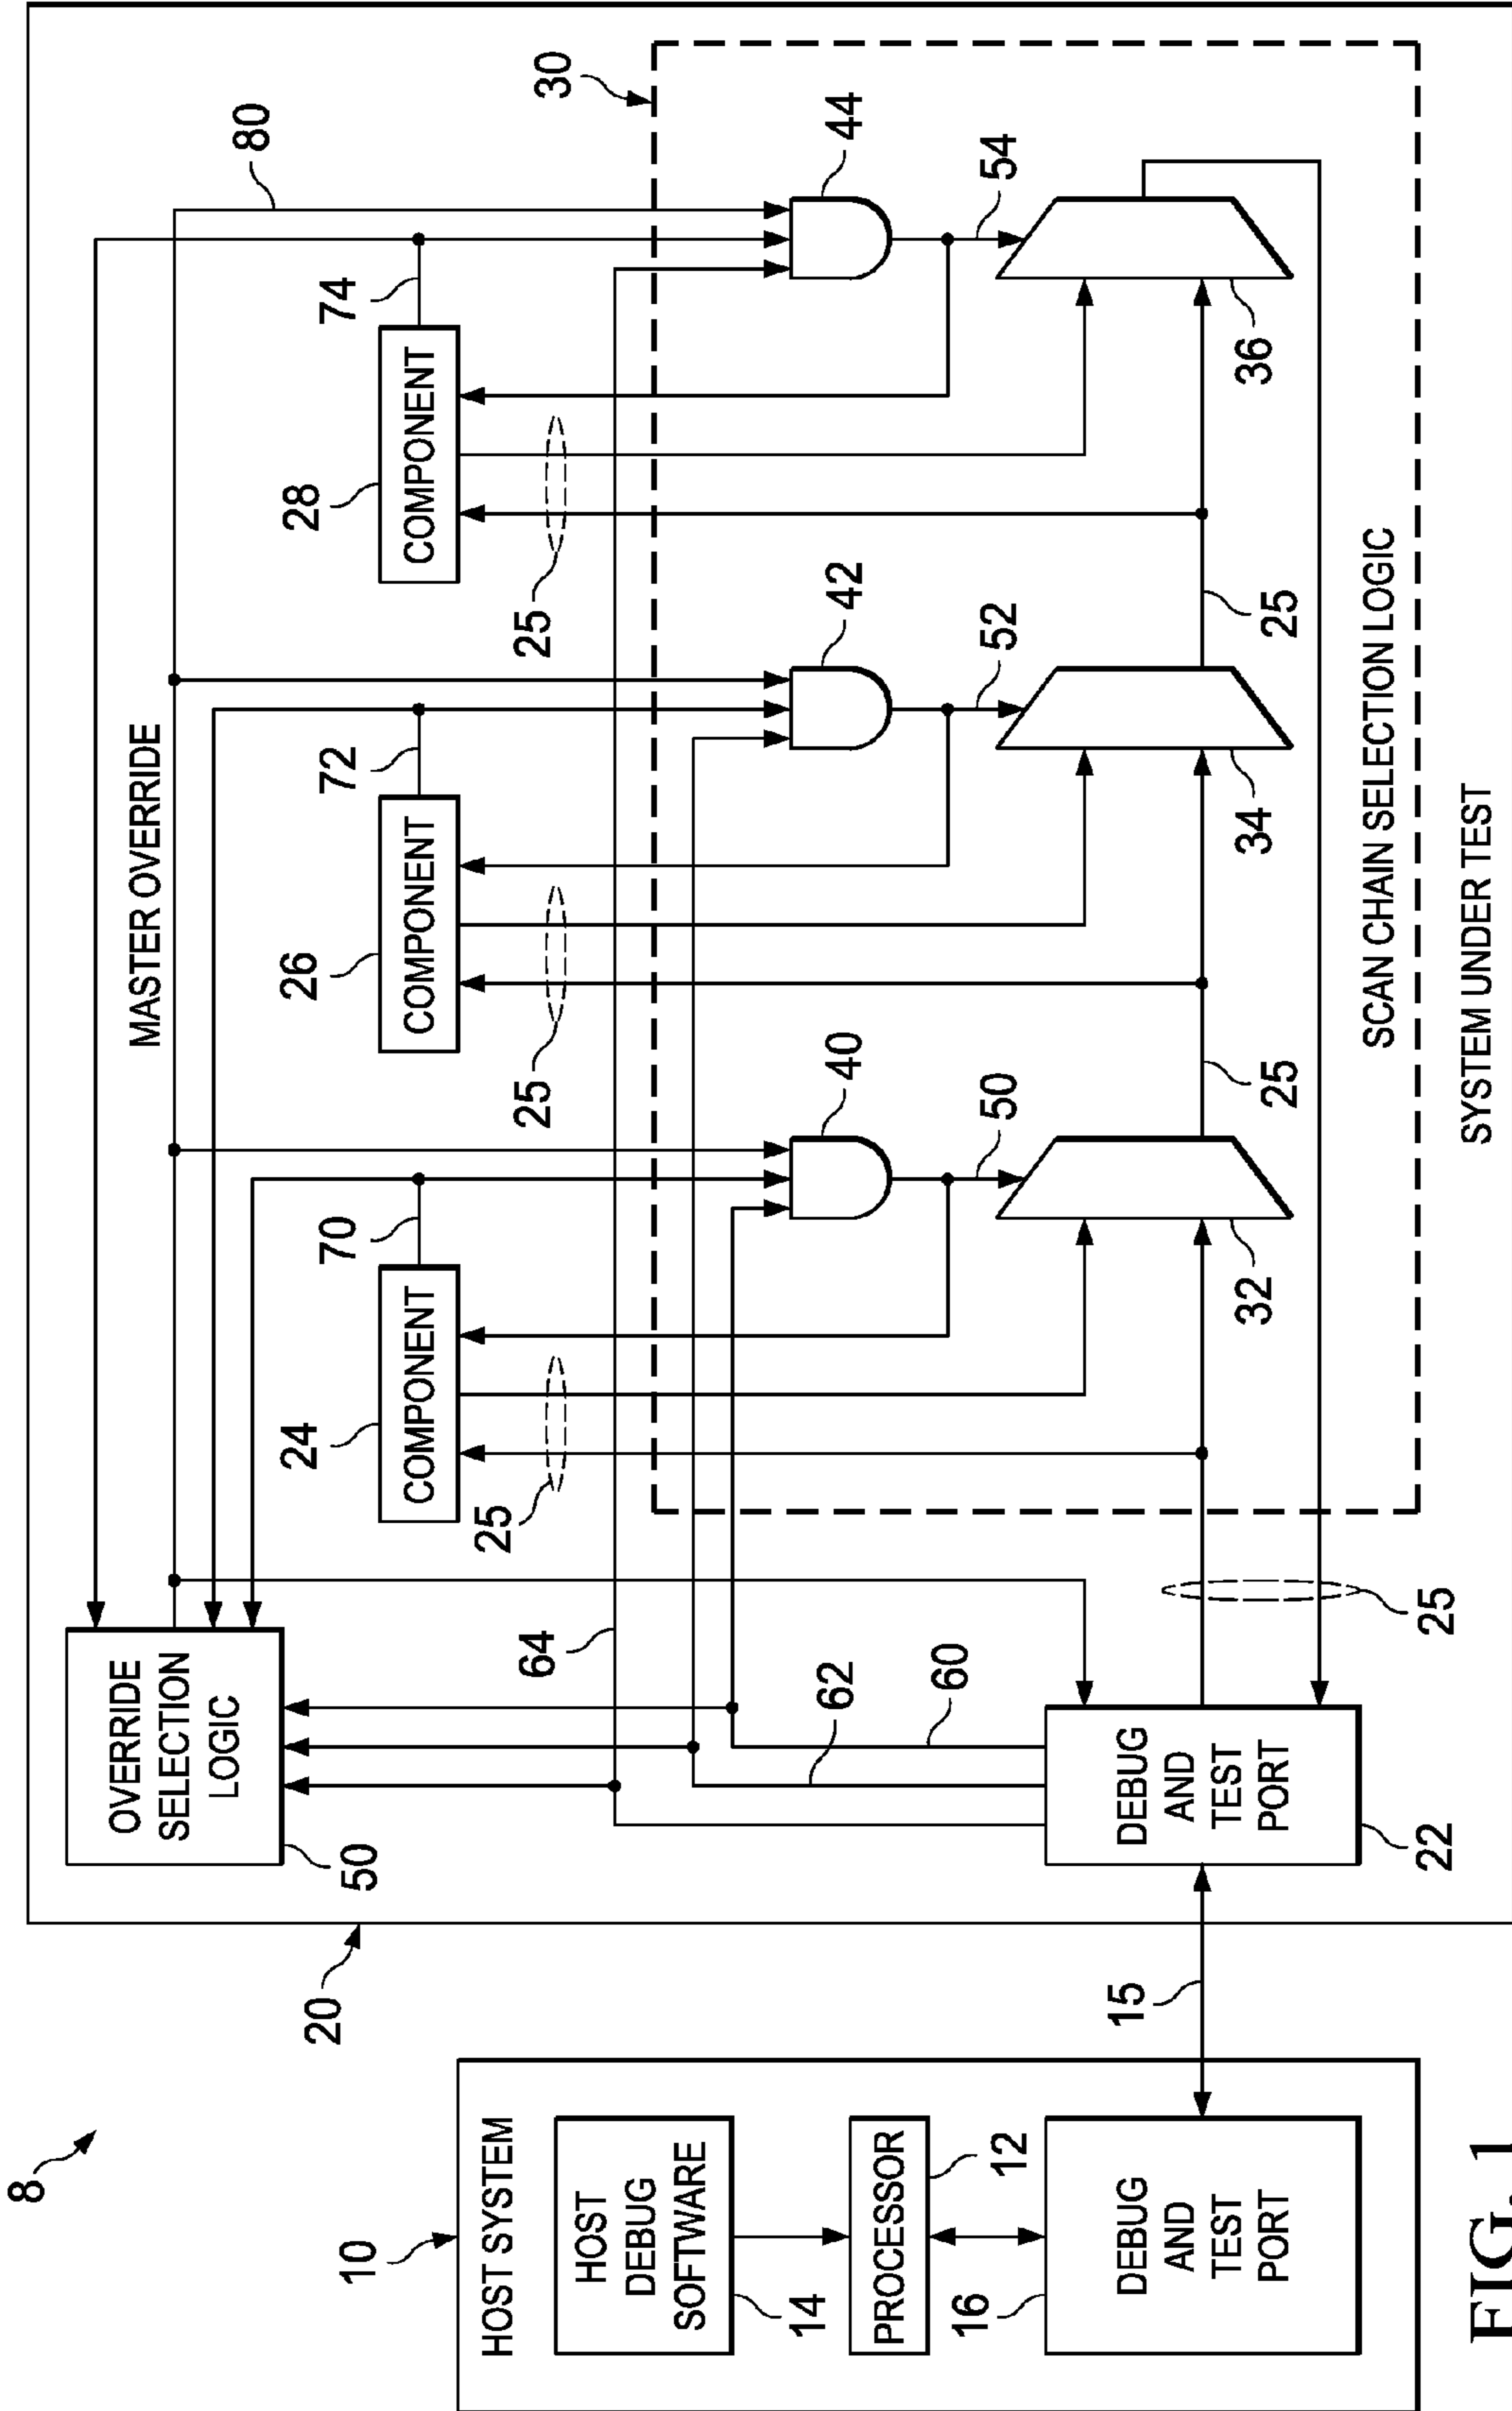 8
10
HOST SYSTEM
HOST
DEBUG
SOFTWARE
14
PROCESSOR
12
16
DEBUG
AND
TEST
PORT
15
20
OVERRIDE
SELECTION
LOGIC
50
64
62
60
DEBUG
AND
TEST
PORT
22
25
MASTER OVERRIDE
80
24
COMPONENT
70
25
26
COMPONENT
72
25
28
COMPONENT
74
25
30
40
50
32
25
42
52
34
25
44
54
36
SCAN CHAIN SELECTION LOGIC
SYSTEM UNDER TEST
FIG. 1